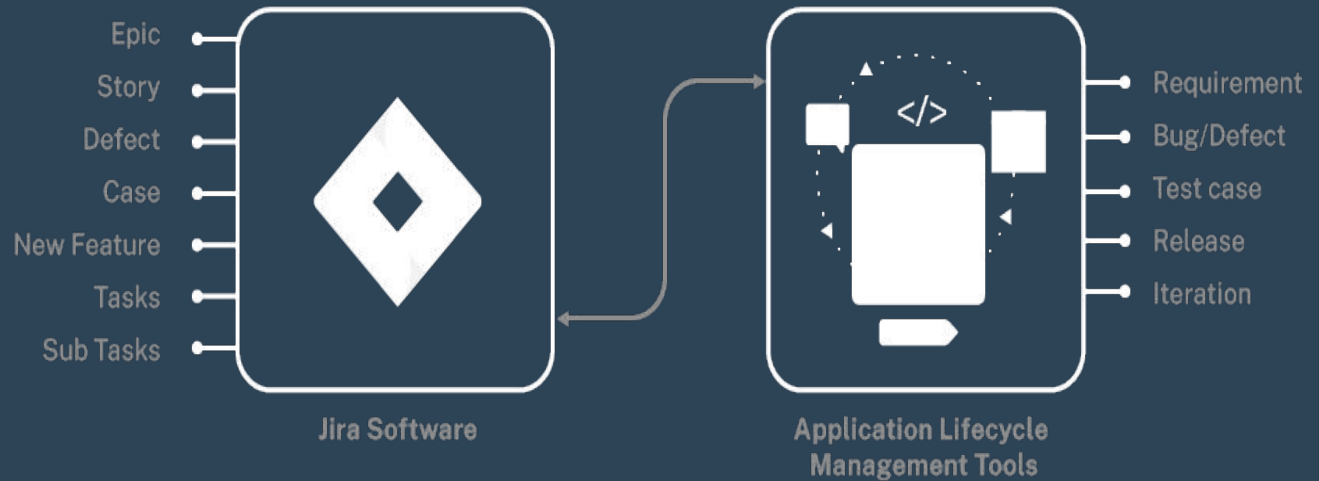 Epic
Story
Defect
Case
New Feature
Tasks
Sub Tasks
Jira Software
</>
Requirement
Bug/Defect
Test case
Release
Iteration
Application Lifecycle
Management Tools